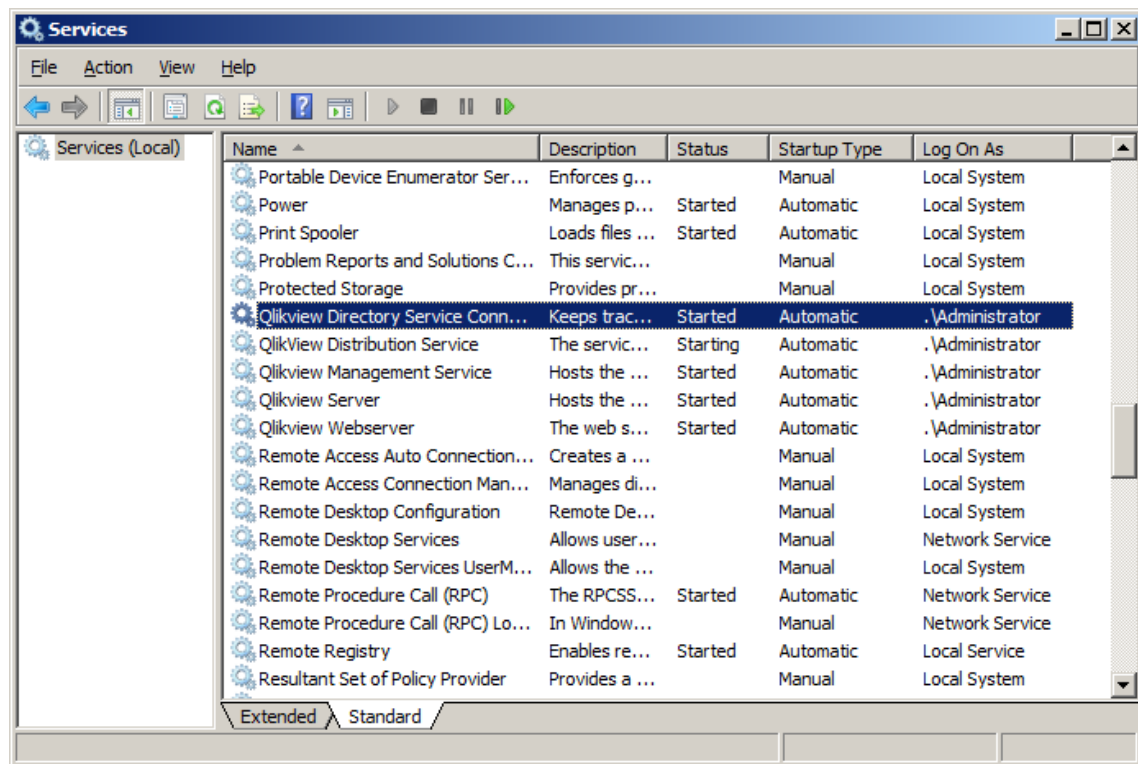 Services
File Action View Help
Services (Local)
Name Description Status Startup Type Log On As
Portable Device Enumerator Ser... Enforces g... Manual Local System
Power Manages p... Started Automatic Local System
Print Spooler Loads files ... Started Automatic Local System
Problem Reports and Solutions C... This servic... Manual Local System
Protected Storage Provides pr... Manual Local System
Qlikview Directory Service Conn... Keeps trac... Started Automatic .\Administrator
QlikView Distribution Service The servic... Starting Automatic .\Administrator
Qlikview Management Service Hosts the ... Started Automatic .\Administrator
Qlikview Server Hosts the ... Started Automatic .\Administrator
Qlikview Webserver The web s... Started Automatic .\Administrator
Remote Access Auto Connection... Creates a ... Manual Local System
Remote Access Connection Man... Manages di... Manual Local System
Remote Desktop Configuration Remote De... Manual Local System
Remote Desktop Services Allows user... Manual Network Service
Remote Desktop Services UserM... Allows the ... Manual Local System
Remote Procedure Call (RPC) The RPCSS... Started Automatic Network Service
Remote Procedure Call (RPC) Lo... In Window... Manual Network Service
Remote Registry Enables re... Started Automatic Local Service
Resultant Set of Policy Provider Provides a ... Manual Local System
Extended Standard